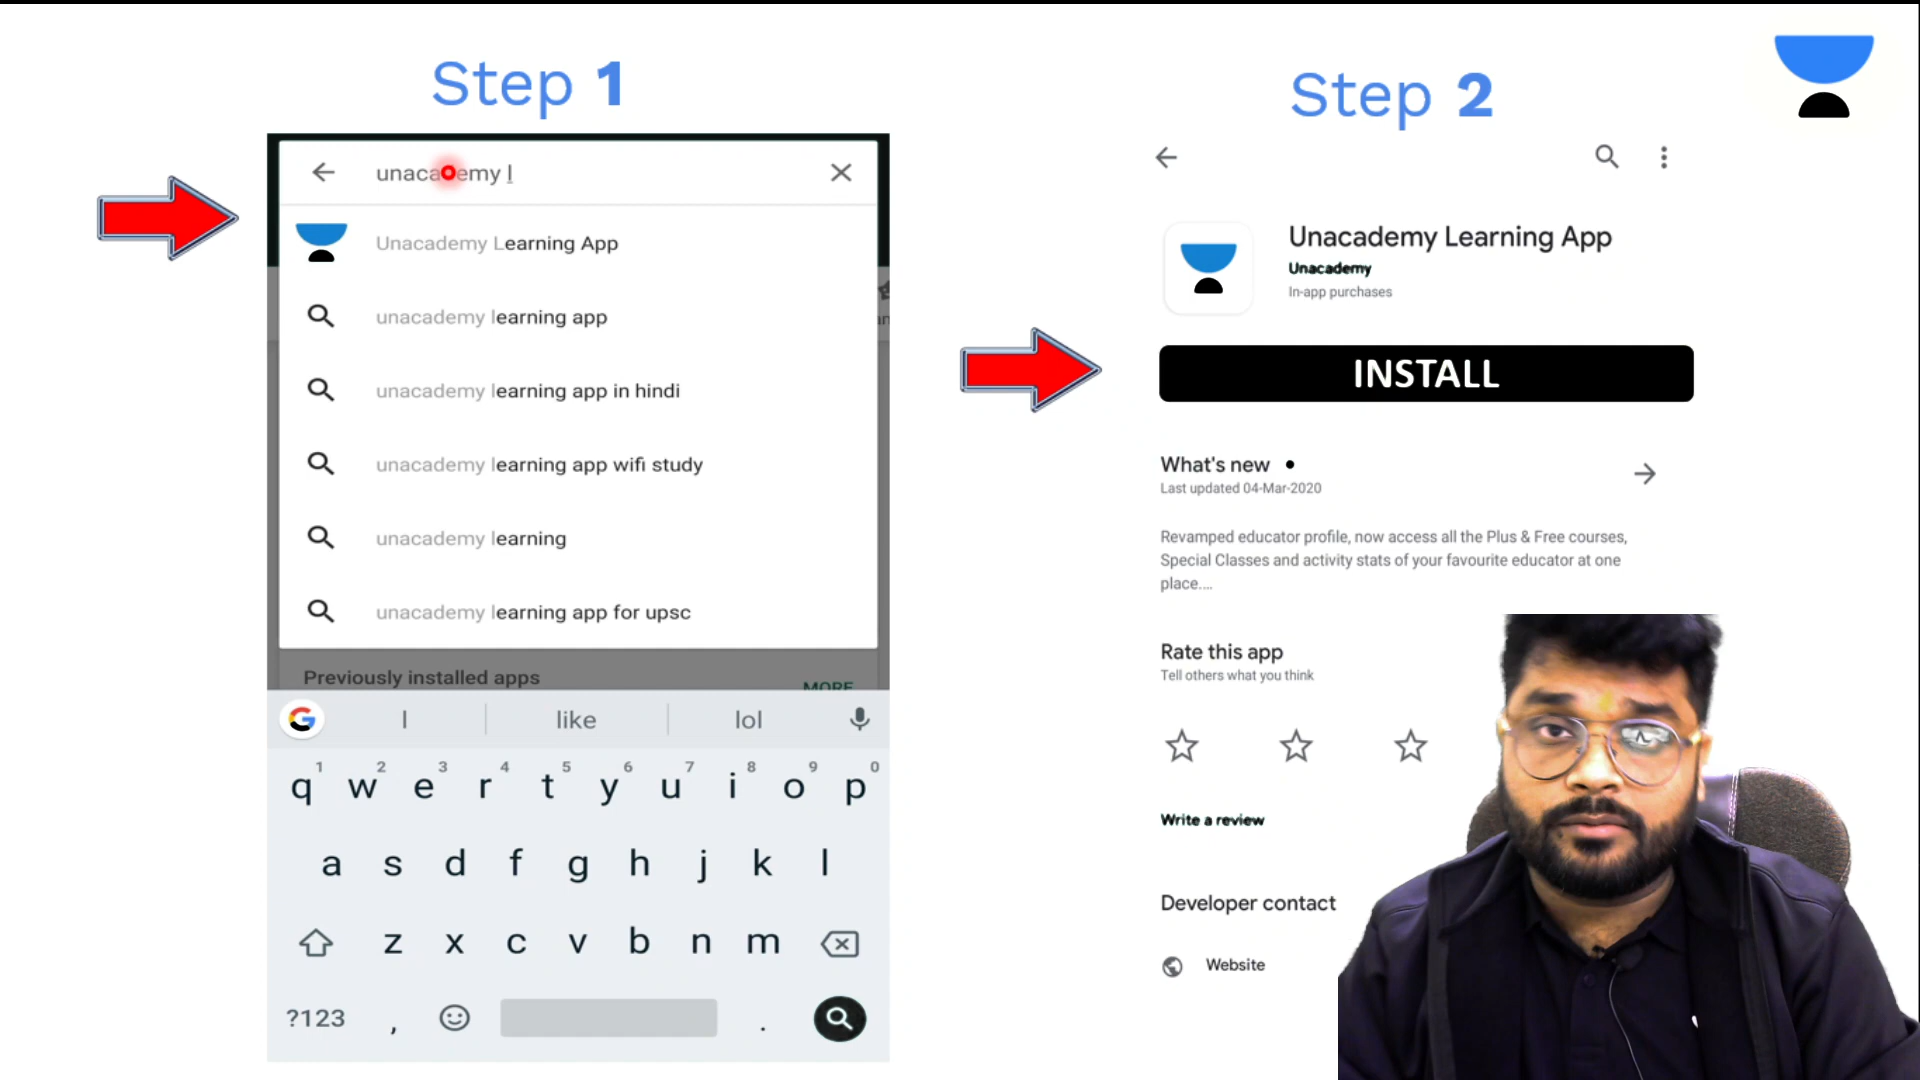 Step 1
unacademy l
Unacademy Learning App
unacademy learning app
unacademy learning app in hindi
unacademy learning app wifi study
unacademy learning
unacademy learning app for upsc
Previously installed apps
MORE
l like lol
1 2 3 4 5 6 7 8 9 0
q w e r t y u i o p
a s d f g h j k l
z x c v b n m
?123 , .
Step 2
Unacademy Learning App
Unacademy
In-app purchases
INSTALL
What's new
Last updated 04-Mar-2020
Revamped educator profile, now access all the Plus & Free courses,
Special Classes and activity stats of your favourite educator at one
place....
Rate this app
Tell others what you think
Write a review
Developer contact
Website